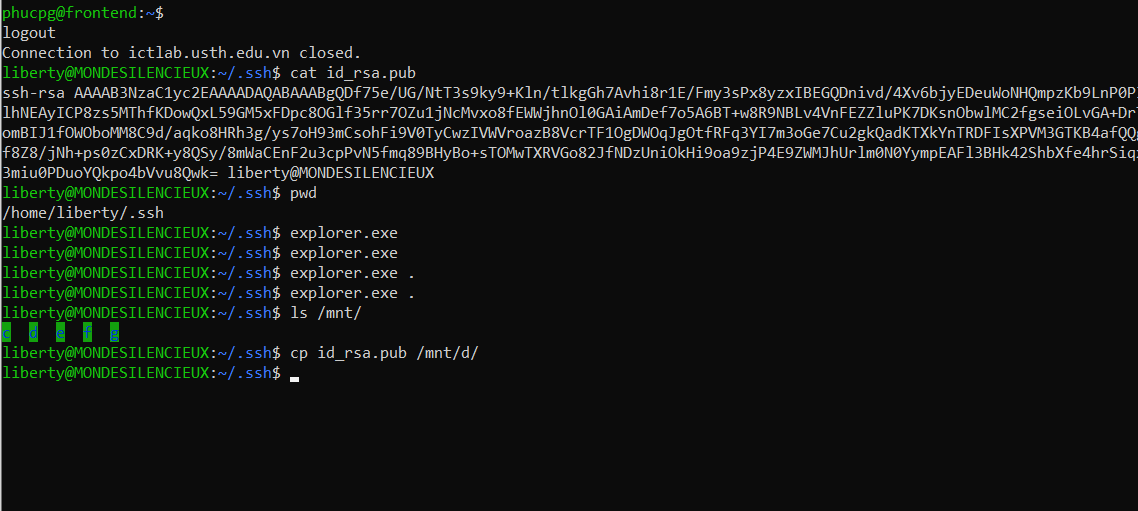 phucpg@frontend:~$
logout
Connection to ictlab.usth.edu.vn closed.
liberty@MONDESILENCIEUX:~/.ssh$ cat id_rsa.pub
ssh-rsa AAAAB3NzaC1yc2EAAAADAQABAAABgQDf75e/UG/NtT3s9ky9+Kln/tlkgGh7Avhi8r1E/Fmy3sPx8yzxIBEGQDnivd/4Xv6bjyEDeuWoNHQmpzKb9LnP0P
lhNEAyICP8zs5MThfKDowQxL59GM5xFDpc8OGlf35rr7OZu1jNcMvxo8fEWWjhnOl0GAiAmDef7o5A6BT+w8R9NBLv4VnFEZZluPK7DKsnObwlMC2fgseiOLvGA+Dr
omBIJ1fOWOboMM8C9d/aqko8HRh3g/ys7oH93mCsohFi9V0TyCwzIVWVroazB8VcrTF1OgDWOqJgOtfRFq3YI7m3oGe7Cu2gkQadKTXkYnTRDFIsXPVM3GTKB4afQQ
f8Z8/jNh+ps0zCxDRK+y8QSy/8mWaCEnF2u3cpPvN5fmq89BHyBo+sTOMwTXRVGo82JfNDzUniOkHi9oa9zjP4E9ZWMJhUrlm0N0YympEAFl3BHk42ShbXfe4hrSiq
3miu0PDuoYQkpo4bVvu8Qwk= liberty@MONDESILENCIEUX
liberty@MONDESILENCIEUX:~/.ssh$ pwd
/home/liberty/.ssh
liberty@MONDESILENCIEUX:~/.ssh$ explorer.exe
liberty@MONDESILENCIEUX:~/.ssh$ explorer.exe
liberty@MONDESILENCIEUX:~/.ssh$ explorer.exe .
liberty@MONDESILENCIEUX:~/.ssh$ explorer.exe .
liberty@MONDESILENCIEUX:~/.ssh$ ls /mnt/
c d e f g
liberty@MONDESILENCIEUX:~/.ssh$ cp id_rsa.pub /mnt/d/
liberty@MONDESILENCIEUX:~/.ssh$